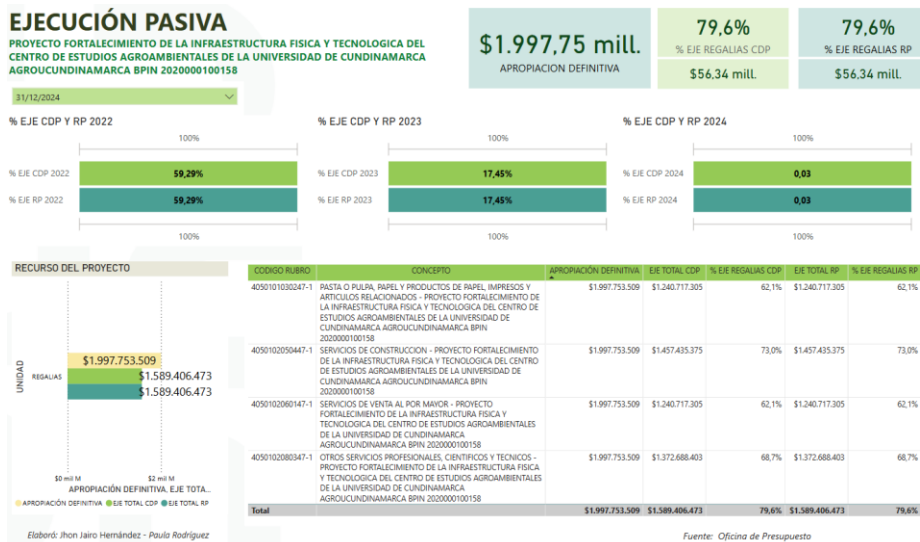 EJECUCIÓN PASIVA
PROYECTO FORTALECIMIENTO DE LA INFRAESTRUCTURA FISICA Y TECNOLOGICA DEL
CENTRO DE ESTUDIOS AGROAMBIENTALES DE LA UNIVERSIDAD DE CUNDINAMARCA
AGROUCUNDINAMARCA BPIN 2020000100158
31/12/2024
$1.997,75 mill.
APROPIACION DEFINITIVA
79,6%
% EJE REGALIAS CDP
$56,34 mill.
79,6%
% EJE REGALIAS RP
$56,34 mill.
% EJE CDP Y RP 2022
100%
% EJE CDP 2022 59,29%
% EJE RP 2022 59,29%
100%
% EJE CDP Y RP 2023
100%
% EJE CDP 2023 17,45%
% EJE RP 2023 17,45%
100%
% EJE CDP Y RP 2024
100%
% EJE CDP 2024 0,03
% EJE RP 2024 0,03
100%
RECURSO DEL PROYECTO
UNIDAD
REGALIAS
$1.997.753.509
$1.589.406.473
$1.589.406.473
$0 mil M $2 mil M
APROPIACIÓN DEFINITIVA, EJE TOTA...
APROPIACIÓN DEFINITIVA EJE TOTAL CDP EJE TOTAL RP
CODIGO RUBRO CONCEPTO APROPIACIÓN DEFINITIVA EJE TOTAL CDP % EJE REGALIAS CDP EJE TOTAL RP % EJE REGALIAS RP
4050101030247-1 PASTA O PULPA, PAPEL Y PRODUCTOS DE PAPEL, IMPRESOS Y $1.997.753.509 $1.240.717.305 62,1% $1.240.717.305 62,1%
ARTICULOS RELACIONADOS - PROYECTO FORTALECIMIENTO DE
LA INFRAESTRUCTURA FISICA Y TECNOLOGICA DEL CENTRO DE
ESTUDIOS AGROAMBIENTALES DE LA UNIVERSIDAD DE
CUNDINAMARCA AGROUCUNDINAMARCA BPIN
2020000100158
4050102050447-1 SERVICIOS DE CONSTRUCCION - PROYECTO FORTALECIMIENTO $1.997.753.509 $1.457.435.375 73,0% $1.457.435.375 73,0%
DE LA INFRAESTRUCTURA FISICA Y TECNOLOGICA DEL CENTRO
DE ESTUDIOS AGROAMBIENTALES DE LA UNIVERSIDAD DE
CUNDINAMARCA AGROUCUNDINAMARCA BPIN
2020000100158
4050102060147-1 SERVICIOS DE VENTA AL POR MAYOR - PROYECTO $1.997.753.509 $1.240.717.305 62,1% $1.240.717.305 62,1%
FORTALECIMIENTO DE LA INFRAESTRUCTURA FISICA Y
TECNOLOGICA DEL CENTRO DE ESTUDIOS AGROAMBIENTALES
DE LA UNIVERSIDAD DE CUNDINAMARCA
AGROUCUNDINAMARCA BPIN 2020000100158
4050102080347-1 OTROS SERVICIOS PROFESIONALES, CIENTIFICOS Y TECNICOS - $1.997.753.509 $1.372.688.403 68,7% $1.372.688.403 68,7%
PROYECTO FORTALECIMIENTO DE LA INFRAESTRUCTURA FISICA
Y TECNOLOGICA DEL CENTRO DE ESTUDIOS AGROAMBIENTALES
DE LA UNIVERSIDAD DE CUNDINAMARCA
AGROUCUNDINAMARCA BPIN 2020000100158
Total $1.997.753.509 $1.589.406.473 79,6% $1.589.406.473 79,6%
Elaboró: Jhon Jairo Hernández - Paula Rodríguez
Fuente: Oficina de Presupuesto